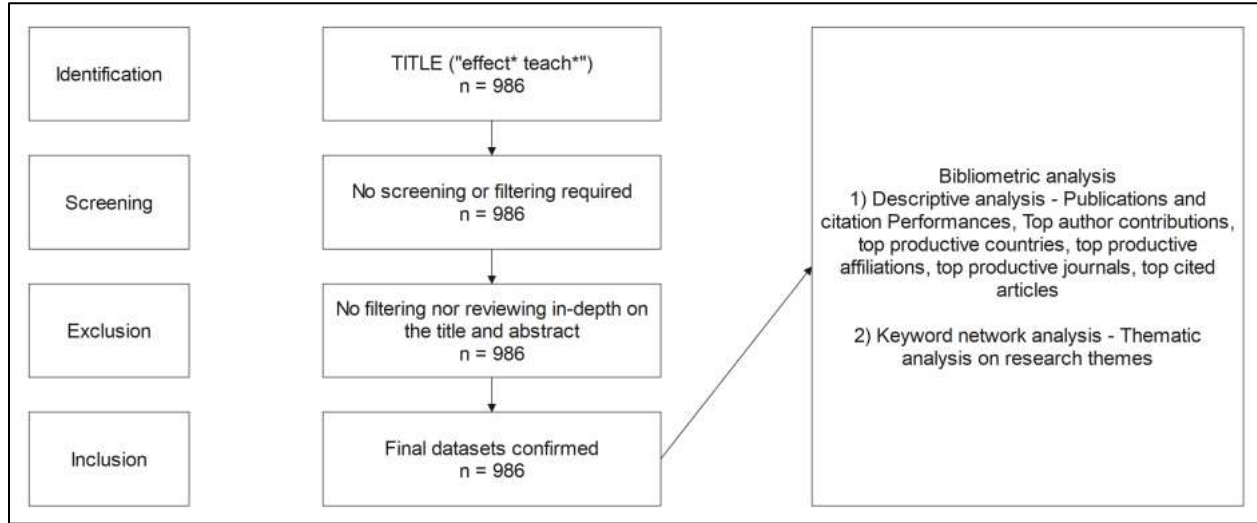 Identification
TITLE ("effect* teach*")
n = 986
Screening
No screening or filtering required
n = 986
Exclusion
No filtering nor reviewing in-depth on
the title and abstract
n = 986
Inclusion
Final datasets confirmed
n = 986
Bibliometric analysis
1) Descriptive analysis - Publications and
citation Performances, Top author contributions,
top productive countries, top productive
affiliations, top productive journals, top cited
articles
2) Keyword network analysis - Thematic
analysis on research themes